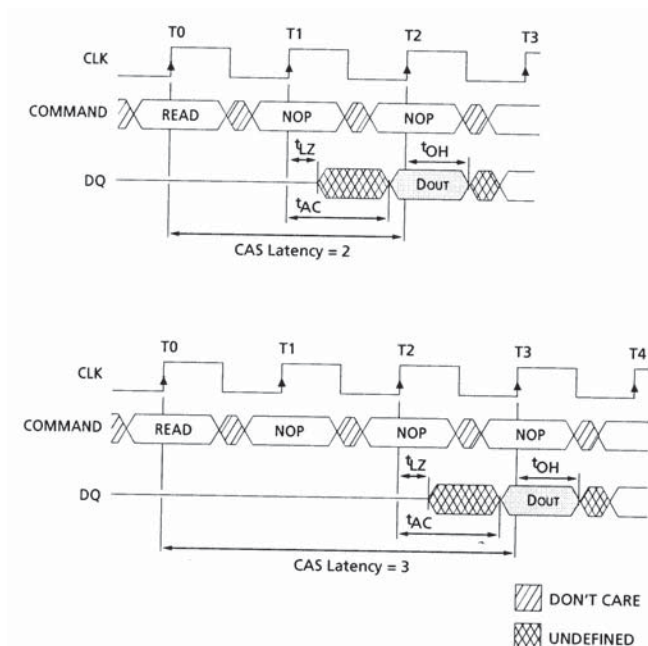 T0 T1 T2 T3
CLK
COMMAND READ NOP NOP
tLZ tOH
DQ DOUT
tAC
CAS Latency = 2
T0 T1 T2 T3 T4
CLK
COMMAND READ NOP NOP NOP
tLZ tOH
DQ DOUT
tAC
CAS Latency = 3
DON'T CARE
UNDEFINED